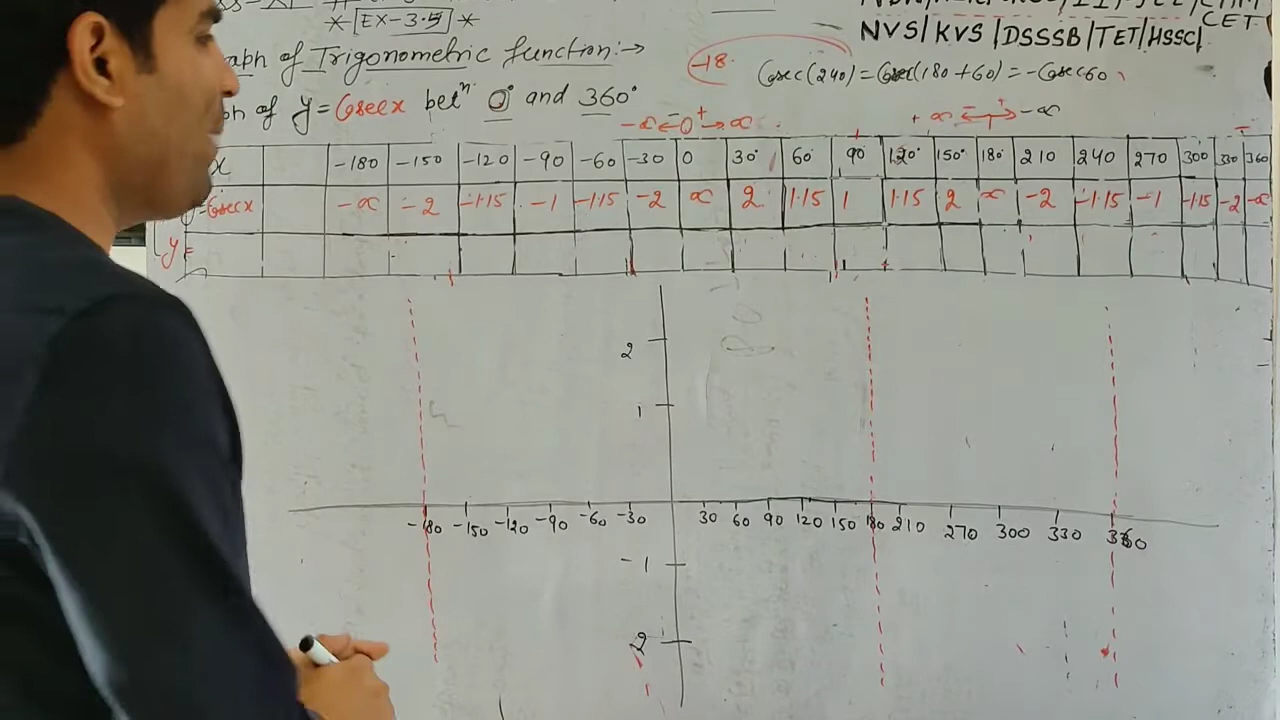 * EX-3.5 *
aph of Trigonometric function:→
NVS/KVS/DSSSB/TET/HSSC/
CET
-18.
Cosec(240)=Cosec(180+60)=-Cosec60
ph of y=Cosecx betⁿ 0° and 360°
-∝ ← 0 → ∝
- +
+ ∝ ← → -∝
x -180 -150 -120 -90 -60 -30 0 30° 60 90 120° 150° 180° 210 240 270 300 330 360
y=Cosecx -∝ -2 -1.15 -1 -1.15 -2 ∝ 2 1.15 1 1.15 2 ∝ -2 -1.15 -1 -1.15 -2 -∝
y=
2
1
-180 -150 -120 -90 -60 -30 30 60 90 120 150 180 210 270 300 330 360
-1
-2